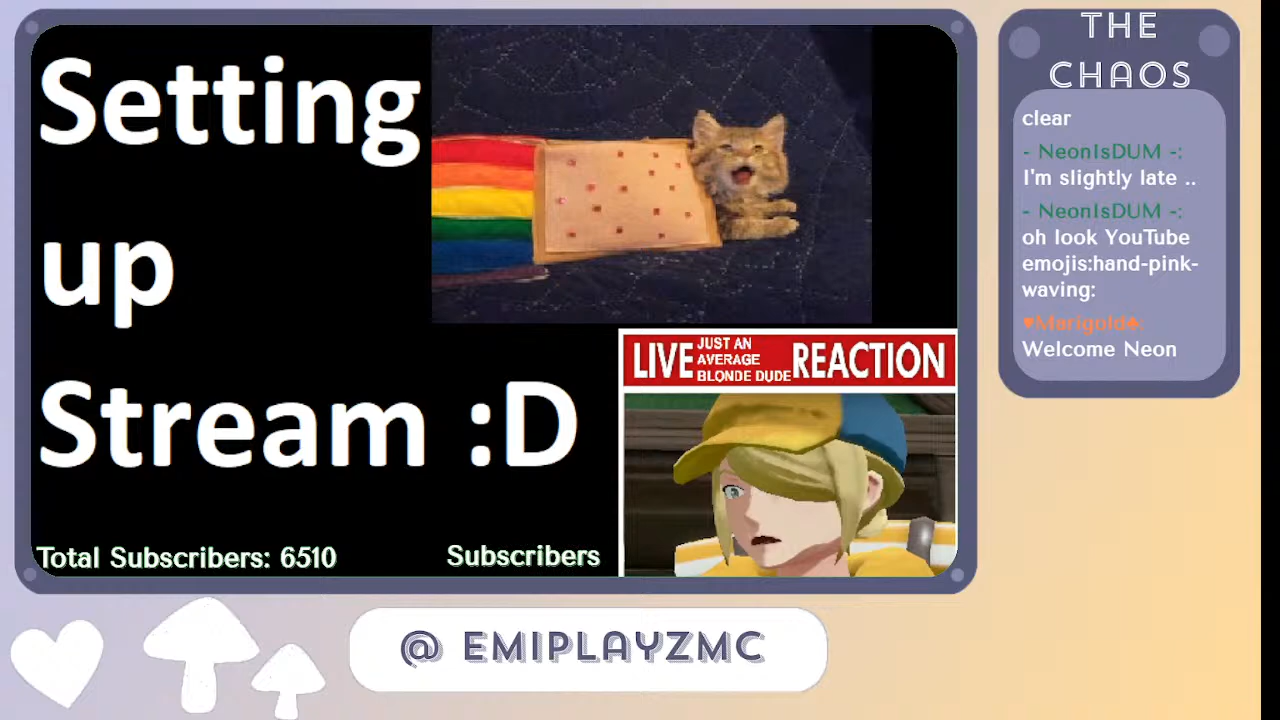 Setting
up
Stream :D
LIVE JUST AN AVERAGE BLONDE DUDE REACTION
Total Subscribers: 6510
Subscribers
@ EMIPLAYZMC
THE
CHAOS
clear
- NeonIsDUM -:
I'm slightly late ..
- NeonIsDUM -:
oh look YouTube
emojis:hand-pink-
waving:
♥Marigold♣:
Welcome Neon